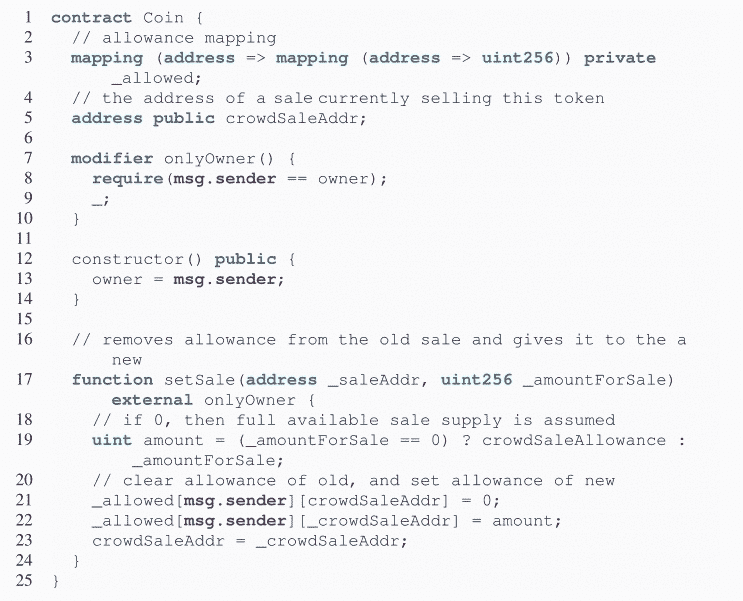 1 contract Coin {
2 // allowance mapping
3 mapping (address => mapping (address => uint256)) private
_allowed;
4 // the address of a sale currently selling this token
5 address public crowdSaleAddr;
6
7 modifier onlyOwner() {
8 require(msg.sender == owner);
9 _;
10 }
11
12 constructor() public {
13 owner = msg.sender;
14 }
15
16 // removes allowance from the old sale and gives it to the a
new
17 function setSale(address _saleAddr, uint256 _amountForSale)
external onlyOwner {
18 // if 0, then full available sale supply is assumed
19 uint amount = (_amountForSale == 0) ? crowdSaleAllowance :
_amountForSale;
20 // clear allowance of old, and set allowance of new
21 _allowed[msg.sender][crowdSaleAddr] = 0;
22 _allowed[msg.sender][_crowdSaleAddr] = amount;
23 crowdSaleAddr = _crowdSaleAddr;
24 }
25 }